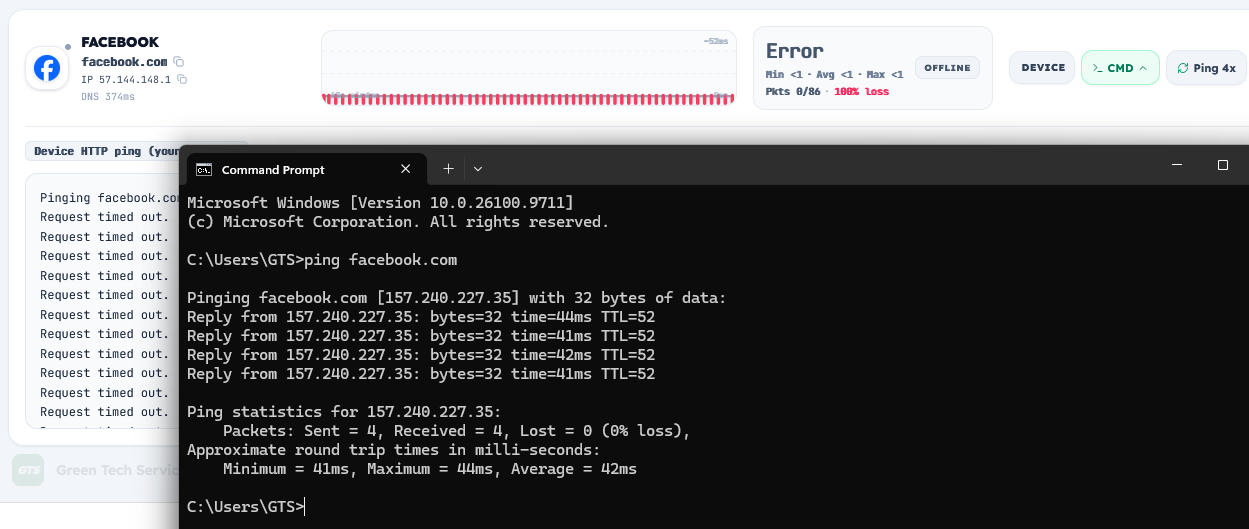 FACEBOOK
facebook.com
IP 57.144.148.1
DNS 374ms
~52ms
Error
Min <1 · Avg <1 · Max <1
Pkts 0/86 · 100% loss
OFFLINE
DEVICE
>_ CMD
Ping 4x
Device HTTP ping (your
Pinging facebook.com
Request timed out.
Request timed out.
Request timed out.
Request timed out.
Request timed out.
Request timed out.
Request timed out.
Request timed out.
Request timed out.
Request timed out.
Request timed out.
GTS
Green Tech Servic
Command Prompt
Microsoft Windows [Version 10.0.26100.9711]
(c) Microsoft Corporation. All rights reserved.
C:\Users\GTS>ping facebook.com
Pinging facebook.com [157.240.227.35] with 32 bytes of data:
Reply from 157.240.227.35: bytes=32 time=44ms TTL=52
Reply from 157.240.227.35: bytes=32 time=41ms TTL=52
Reply from 157.240.227.35: bytes=32 time=42ms TTL=52
Reply from 157.240.227.35: bytes=32 time=41ms TTL=52
Ping statistics for 157.240.227.35:
Packets: Sent = 4, Received = 4, Lost = 0 (0% loss),
Approximate round trip times in milli-seconds:
Minimum = 41ms, Maximum = 44ms, Average = 42ms
C:\Users\GTS>